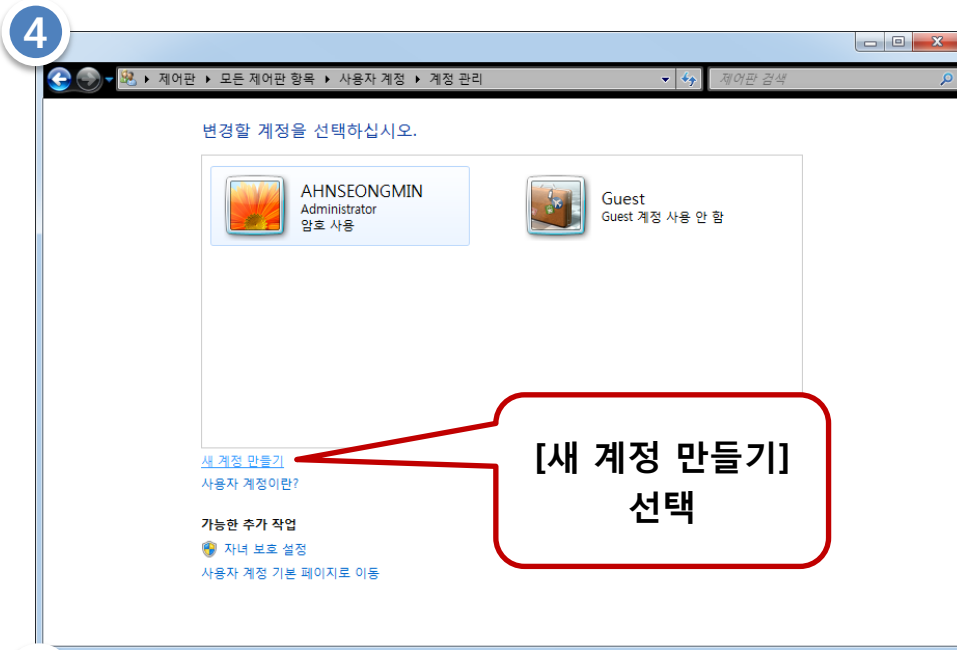 4
제어판 ▸ 모든 제어판 항목 ▸ 사용자 계정 ▸ 계정 관리
제어판 검색
변경할 계정을 선택하십시오.
AHNSEONGMIN
Administrator
암호 사용
Guest
Guest 계정 사용 안 함
[새 계정 만들기]
선택
새 계정 만들기
사용자 계정이란?
가능한 추가 작업
자녀 보호 설정
사용자 계정 기본 페이지로 이동